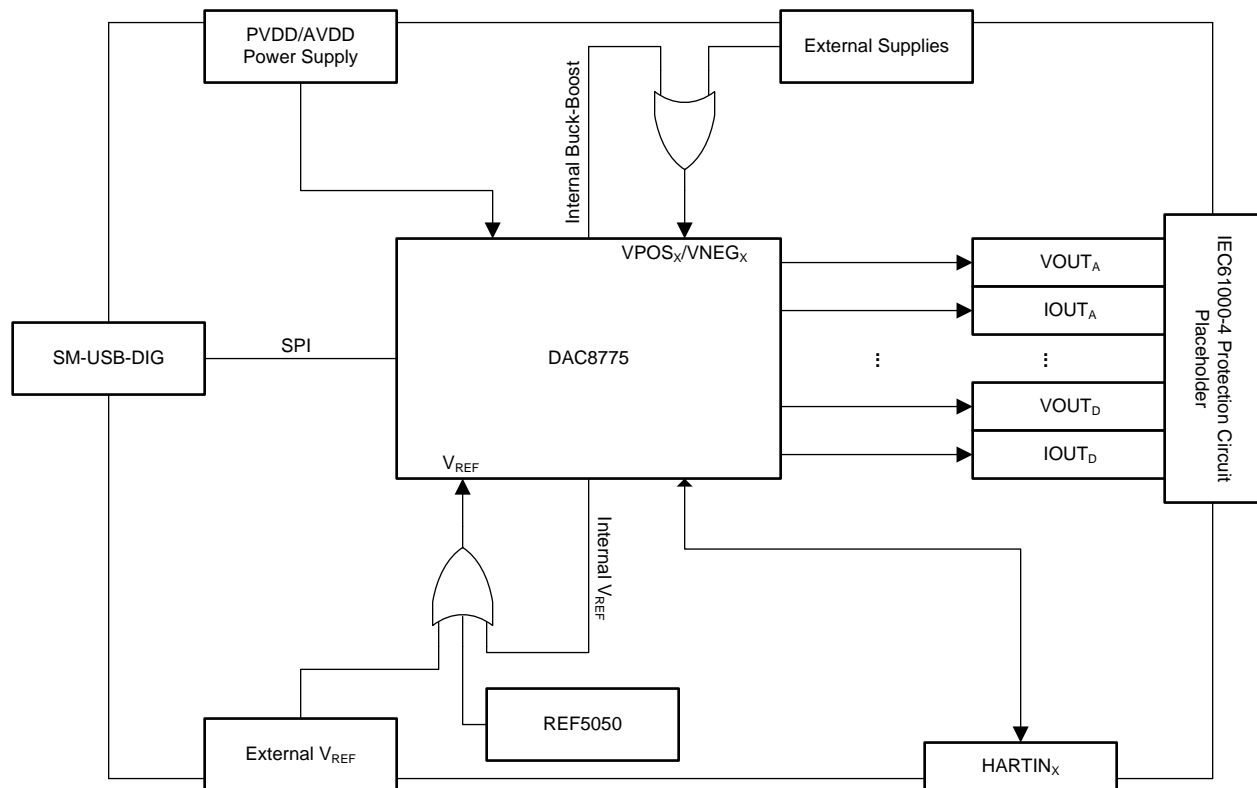 PVDD/AVDD
Power Supply
External Supplies
Internal Buck-Boost
VPOSX/VNEGX
VOUTA
IOUTA
IEC61000-4 Protection Circuit
Placeholder
SM-USB-DIG
SPI
DAC8775
...
...
VOUTD
IOUTD
VREF
Internal VREF
REF5050
External VREF
HARTINX